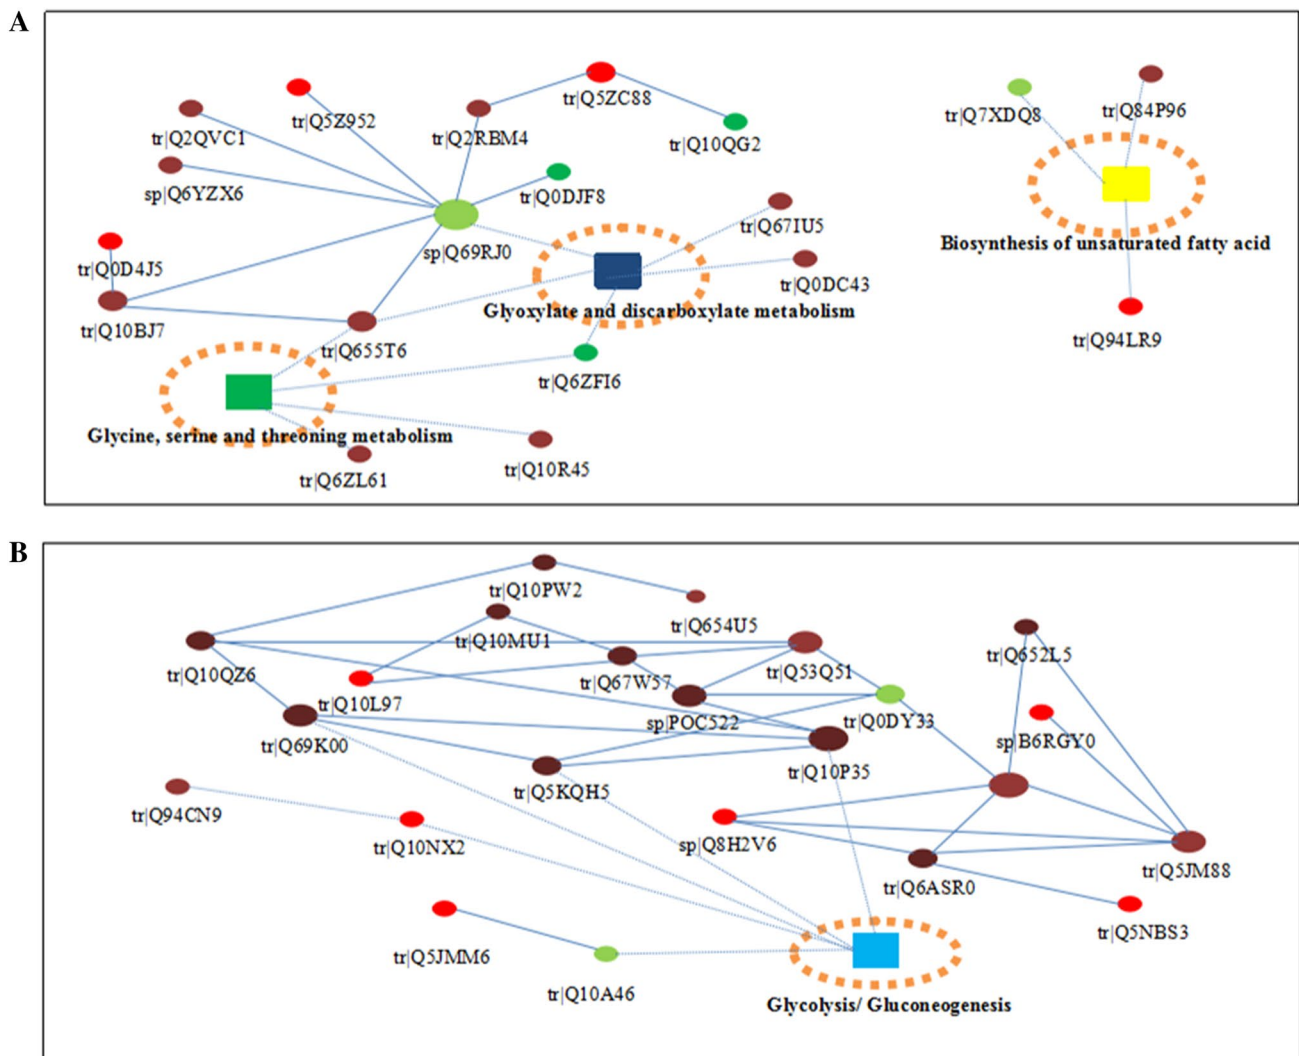 A
tr|Q5Z952
tr|Q2QVC1
tr|Q2RBM4
tr|Q5ZC88
tr|Q10QG2
tr|Q7XDQ8
tr|Q84P96
sp|Q6YZX6
tr|Q0DJF8
tr|Q67IU5
sp|Q69RJ0
Biosynthesis of unsaturated fatty acid
tr|Q0D4J5
tr|Q0DC43
Glyoxylate and discarboxylate metabolism
tr|Q10BJ7
tr|Q655T6
tr|Q94LR9
tr|Q6ZFI6
Glycine, serine and threoning metabolism
tr|Q6ZL61
tr|Q10R45
B
tr|Q10PW2
tr|Q654U5
tr|Q10MU1
tr|Q652L5
tr|Q10QZ6
tr|Q53Q51
tr|Q67W57
tr|Q10L97
sp|POC522
tr|Q0DY33
sp|B6RGY0
tr|Q69K00
tr|Q10P35
tr|Q5KQH5
tr|Q94CN9
tr|Q10NX2
sp|Q8H2V6
tr|Q5JM88
tr|Q6ASR0
tr|Q5NBS3
tr|Q5JMM6
tr|Q10A46
Glycolysis/ Gluconeogenesis